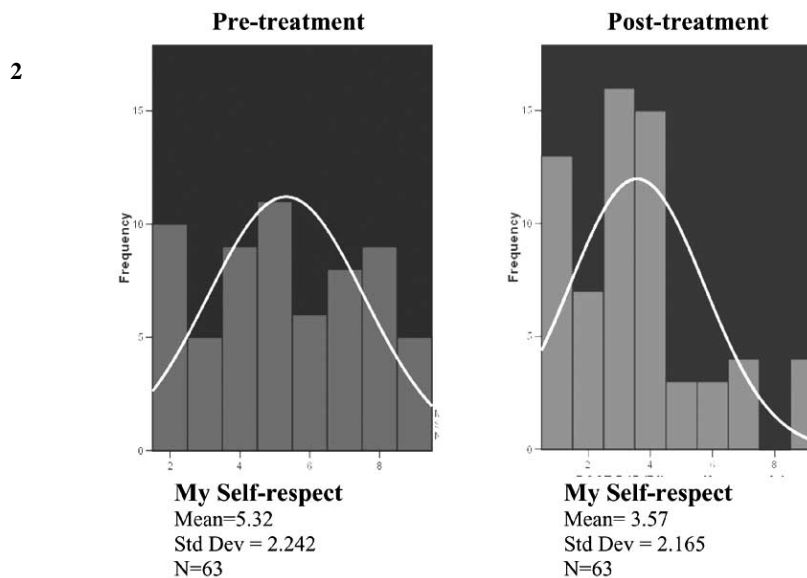 Pre-treatment
Post-treatment
2
Frequency
15
10
5
0
2
4
6
8
Frequency
15
10
5
0
2
4
6
8
My Self-respect
Mean=5.32
Std Dev = 2.242
N=63
My Self-respect
Mean= 3.57
Std Dev = 2.165
N=63